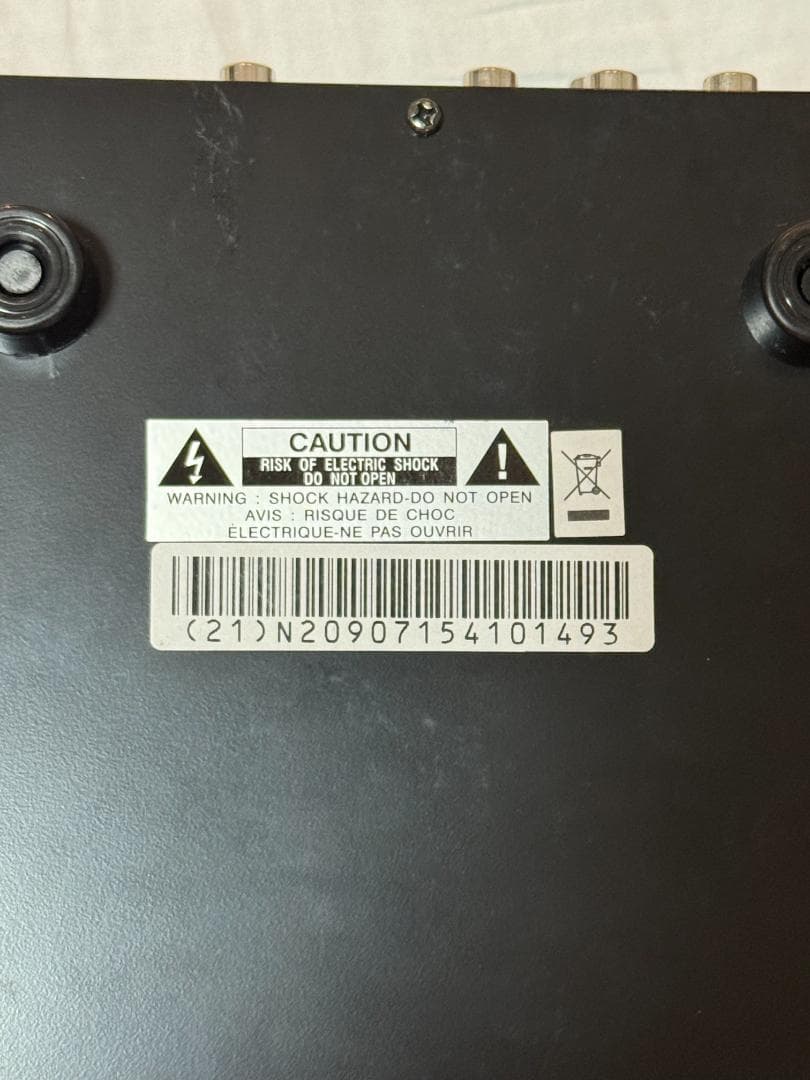 CAUTION
RISK OF ELECTRIC SHOCK
DO NOT OPEN
WARNING : SHOCK HAZARD-DO NOT OPEN
AVIS : RISQUE DE CHOC
ÉLECTRIQUE-NE PAS OUVRIR
(21)N20907154101493